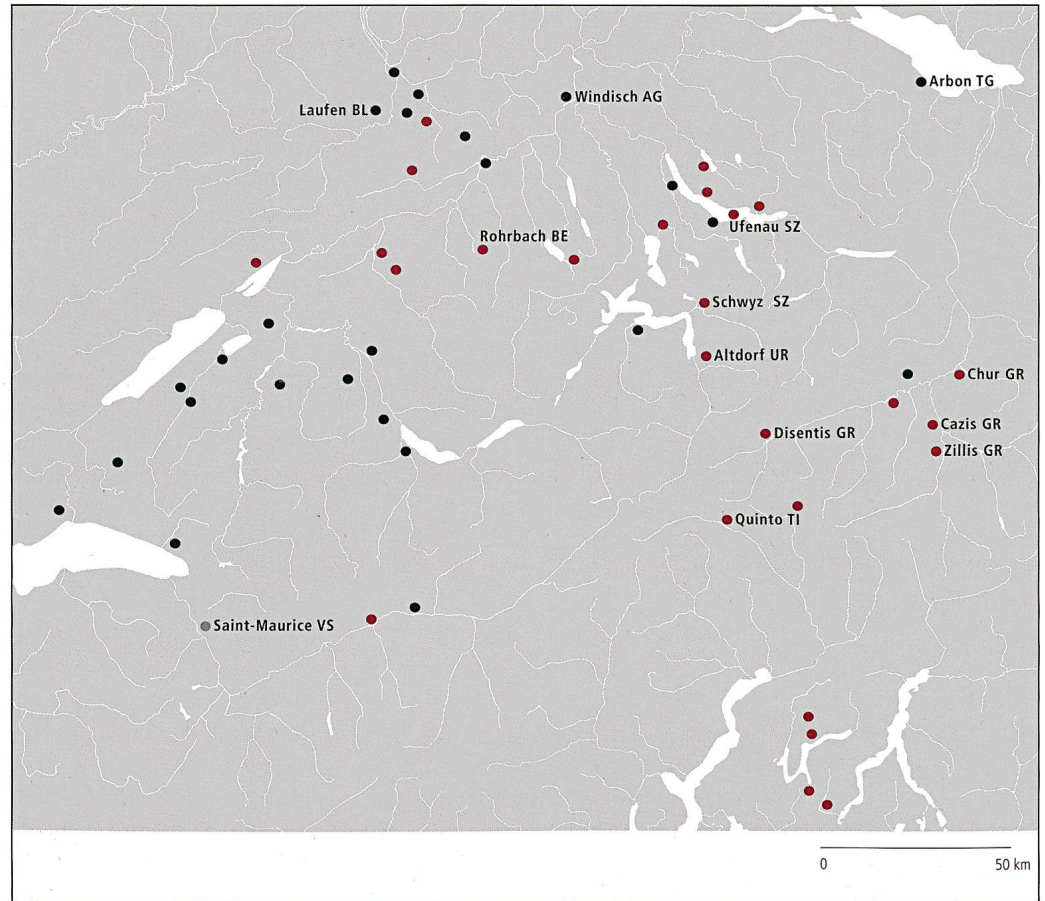 Arbon TG
Windisch AG
Laufen BL
Ufenau SZ
Rohrbach BE
Schwyz SZ
Altdorf UR
Chur GR
Cazis GR
Disentis GR
Zillis GR
Quinto TI
Saint-Maurice VS
0 50 km